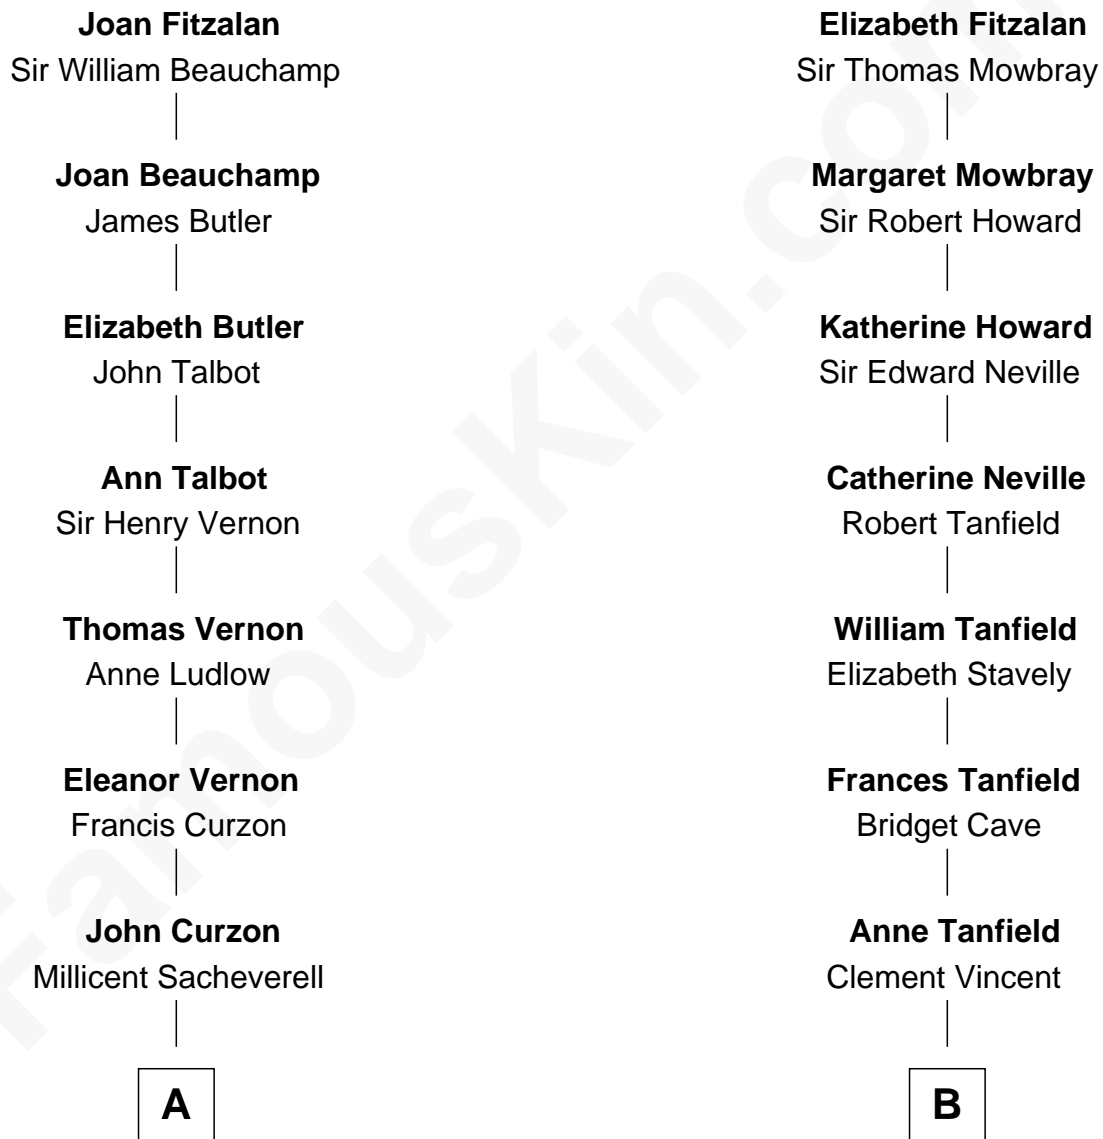 Joan Fitzalan
Sir William Beauchamp
Joan Beauchamp
James Butler
Elizabeth Butler
John Talbot
Ann Talbot
Sir Henry Vernon
Thomas Vernon
Anne Ludlow
Eleanor Vernon
Francis Curzon
John Curzon
Millicent Sacheverell
A
Elizabeth Fitzalan
Sir Thomas Mowbray
Margaret Mowbray
Sir Robert Howard
Katherine Howard
Sir Edward Neville
Catherine Neville
Robert Tanfield
William Tanfield
Elizabeth Stavely
Frances Tanfield
Bridget Cave
Anne Tanfield
Clement Vincent
B
FamousKin.com